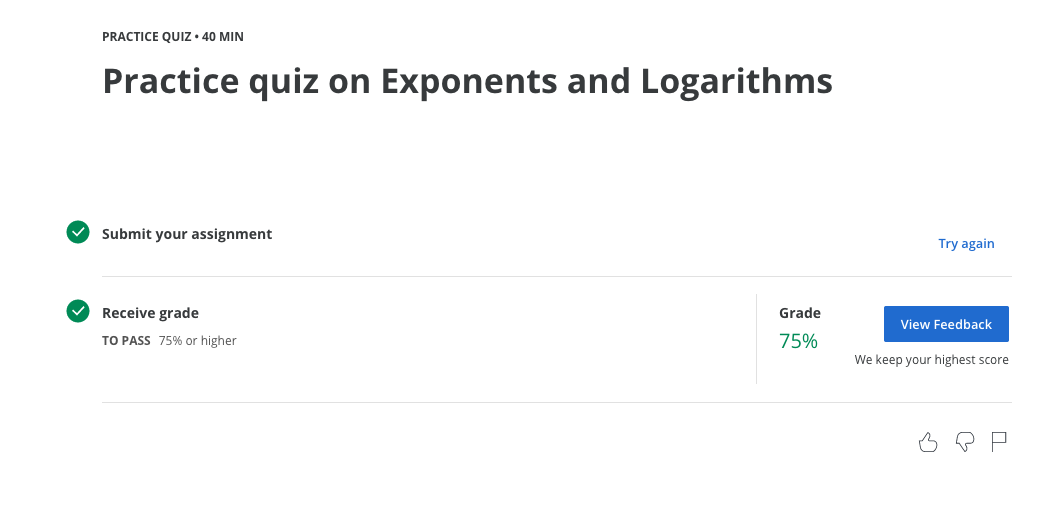 PRACTICE QUIZ • 40 MIN
Practice quiz on Exponents and Logarithms
Submit your assignment
Try again
Receive grade
TO PASS 75% or higher
Grade
75%
View Feedback
We keep your highest score